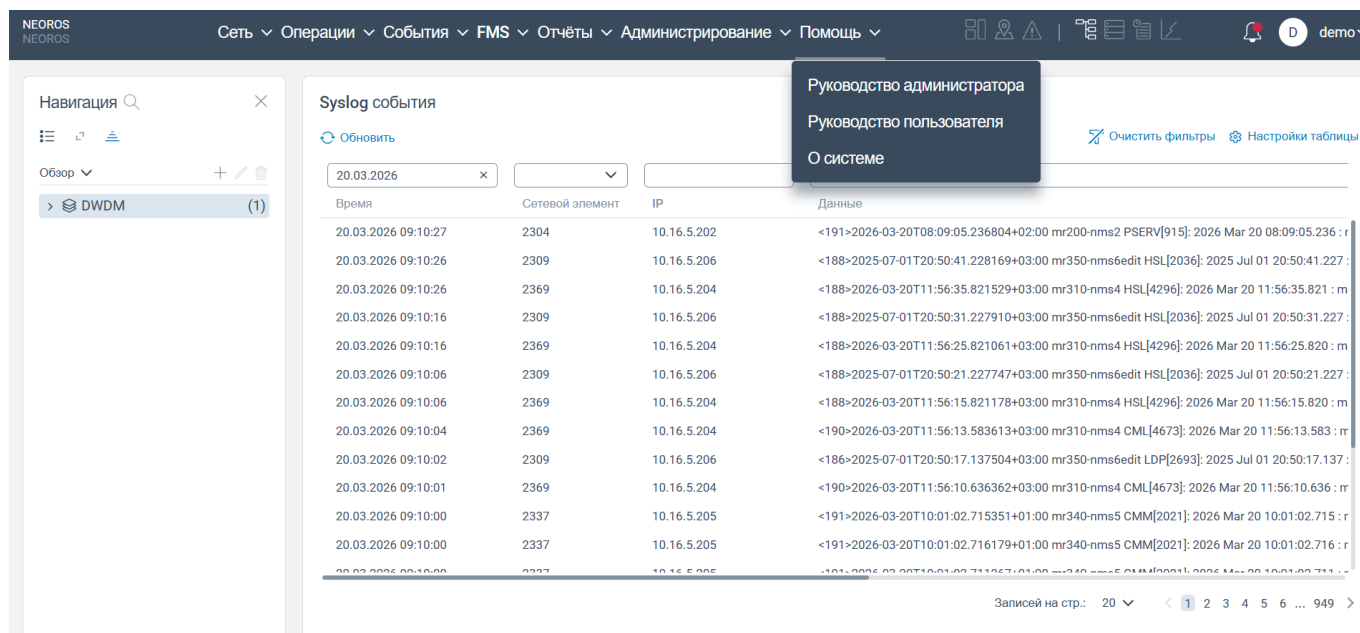 NEOROS
NEOROS
Сеть Операции События FMS Отчёты Администрирование Помощь
D demo
Руководство администратора
Руководство пользователя
О системе
Навигация
Обзор
DWDM (1)
Syslog события
Обновить
Очистить фильтры Настройки таблицы
20.03.2026
Время Сетевой элемент IP Данные
20.03.2026 09:10:27 2304 10.16.5.202 <191>2026-03-20T08:09:05.236804+02:00 mr200-nms2 PSERV[915]: 2026 Mar 20 08:09:05.236 :
20.03.2026 09:10:26 2309 10.16.5.206 <188>2025-07-01T20:50:41.228169+03:00 mr350-nms6edit HSL[2036]: 2025 Jul 01 20:50:41.227 :
20.03.2026 09:10:26 2369 10.16.5.204 <188>2026-03-20T11:56:35.821529+03:00 mr310-nms4 HSL[4296]: 2026 Mar 20 11:56:35.821 : m
20.03.2026 09:10:16 2309 10.16.5.206 <188>2025-07-01T20:50:31.227910+03:00 mr350-nms6edit HSL[2036]: 2025 Jul 01 20:50:31.227 :
20.03.2026 09:10:16 2369 10.16.5.204 <188>2026-03-20T11:56:25.821061+03:00 mr310-nms4 HSL[4296]: 2026 Mar 20 11:56:25.820 : m
20.03.2026 09:10:06 2309 10.16.5.206 <188>2025-07-01T20:50:21.227747+03:00 mr350-nms6edit HSL[2036]: 2025 Jul 01 20:50:21.227 :
20.03.2026 09:10:06 2369 10.16.5.204 <188>2026-03-20T11:56:15.821178+03:00 mr310-nms4 HSL[4296]: 2026 Mar 20 11:56:15.820 : m
20.03.2026 09:10:04 2369 10.16.5.204 <190>2026-03-20T11:56:13.583613+03:00 mr310-nms4 CML[4673]: 2026 Mar 20 11:56:13.583 : m
20.03.2026 09:10:02 2309 10.16.5.206 <186>2025-07-01T20:50:17.137504+03:00 mr350-nms6edit LDP[2693]: 2025 Jul 01 20:50:17.137 :
20.03.2026 09:10:01 2369 10.16.5.204 <190>2026-03-20T11:56:10.636362+03:00 mr310-nms4 CML[4673]: 2026 Mar 20 11:56:10.636 : m
20.03.2026 09:10:00 2337 10.16.5.205 <191>2026-03-20T10:01:02.715351+01:00 mr340-nms5 CMM[2021]: 2026 Mar 20 10:01:02.715 :
20.03.2026 09:10:00 2337 10.16.5.205 <191>2026-03-20T10:01:02.716179+01:00 mr340-nms5 CMM[2021]: 2026 Mar 20 10:01:02.716 :
Записей на стр.: 20 1 2 3 4 5 6 ... 949